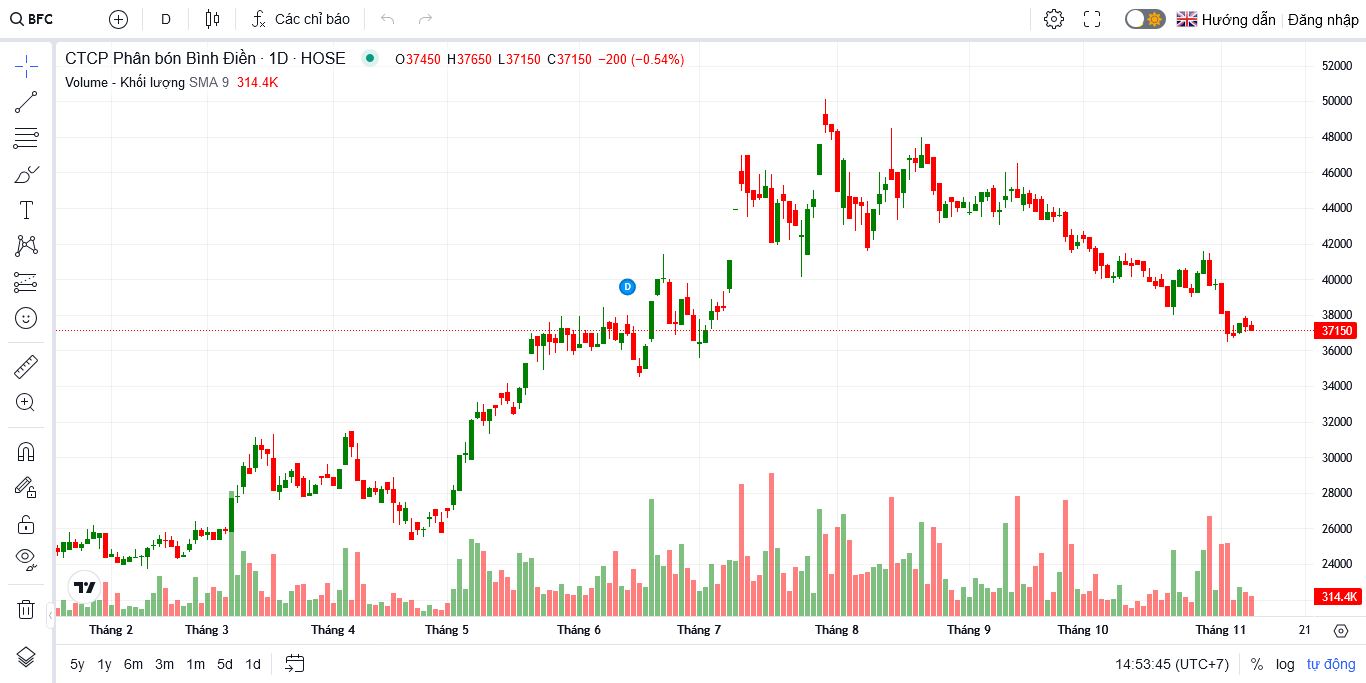 BFC
D
Các chỉ báo
Hướng dẫn
Đăng nhập
CTCP Phân bón Bình Điền · 1D · HOSE
O37450 H37650 L37150 C37150 −200 (−0.54%)
Volume - Khối lượng SMA 9 314.4K
52000
50000
48000
46000
44000
42000
40000
38000
37150
36000
34000
32000
30000
28000
26000
24000
314.4K
D
Tháng 2 Tháng 3 Tháng 4 Tháng 5 Tháng 6 Tháng 7 Tháng 8 Tháng 9 Tháng 10 Tháng 11 21
5y 1y 6m 3m 1m 5d 1d
14:53:45 (UTC+7) % log tự động